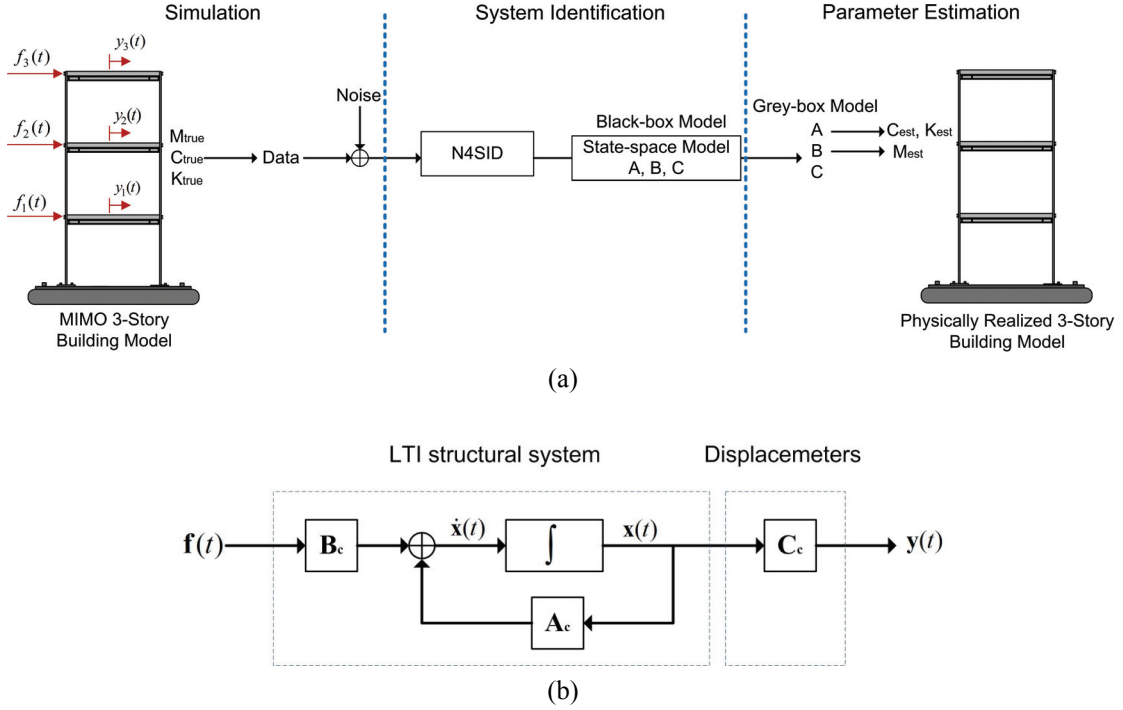 Simulation
System Identification
Parameter Estimation
f₃(t)
y₃(t)
f₂(t)
y₂(t)
f₁(t)
y₁(t)
Mtrue
Ctrue
Ktrue
Data
Noise
N4SID
Black-box Model
State-space Model
A, B, C
Grey-box Model
A
B
C
Cest, Kest
Mest
MIMO 3-Story
Building Model
Physically Realized 3-Story
Building Model
(a)
LTI structural system
Displacemeters
f(t)
Bc
ẋ(t)
∫
x(t)
Cc
y(t)
Ac
(b)